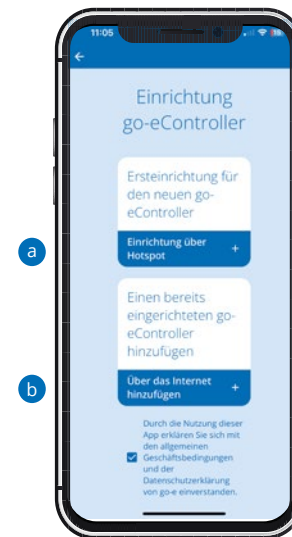 11:05
Einrichtung
go-eController
Ersteinrichtung für
den neuen go-
eController
a
Einrichtung über
Hotspot +
Einen bereits
eingerichteten go-
eController
hinzufügen
b
Über das Internet
hinzufügen +
Durch die Nutzung dieser
App erklären Sie sich mit
den allgemeinen
Geschäftsbedingungen
und der
Datenschutzerklärung
von go-e einverstanden.